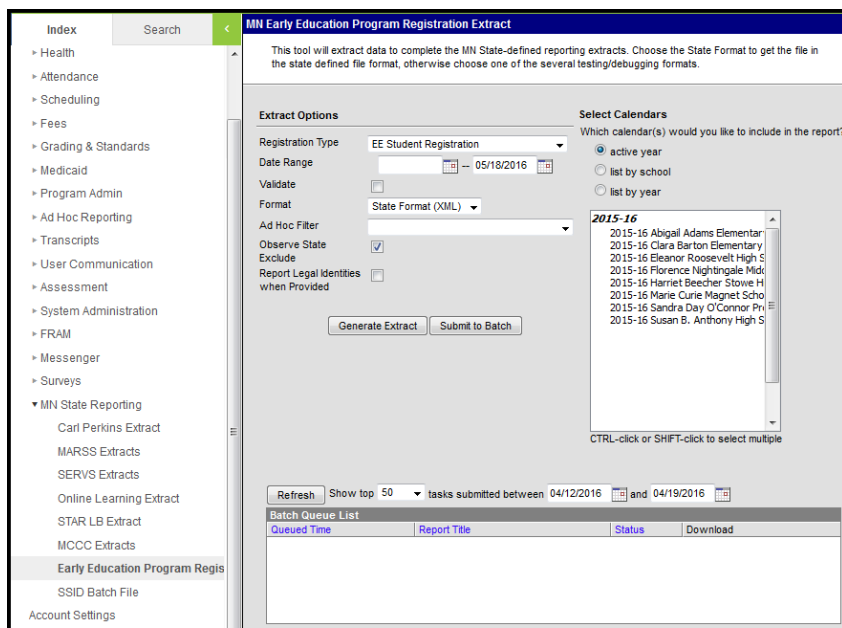 Index
Search
<
Health
Attendance
Scheduling
Fees
Grading & Standards
Medicaid
Program Admin
Ad Hoc Reporting
Transcripts
User Communication
Assessment
System Administration
FRAM
Messenger
Surveys
MN State Reporting
Carl Perkins Extract
MARSS Extracts
SERVS Extracts
Online Learning Extract
STAR LB Extract
MCCC Extracts
Early Education Program Regis
SSID Batch File
Account Settings
MN Early Education Program Registration Extract
This tool will extract data to complete the MN State-defined reporting extracts. Choose the State Format to get the file in
the state defined file format, otherwise choose one of the several testing/debugging formats.
Extract Options
Registration Type EE Student Registration
Date Range -- 05/18/2016
Validate
Format State Format (XML)
Ad Hoc Filter
Observe State
Exclude
Report Legal Identities
when Provided
Generate Extract Submit to Batch
Select Calendars
Which calendar(s) would you like to include in the report?
active year
list by school
list by year
2015-16
2015-16 Abigail Adams Elementar
2015-16 Clara Barton Elementary
2015-16 Eleanor Roosevelt High S
2015-16 Florence Nightingale Midd
2015-16 Harriet Beecher Stowe H
2015-16 Marie Curie Magnet Scho
2015-16 Sandra Day O'Connor Pr
2015-16 Susan B. Anthony High S
CTRL-click or SHIFT-click to select multiple
Refresh Show top 50 tasks submitted between 04/12/2016 and 04/19/2016
Batch Queue List
Queued Time Report Title Status Download